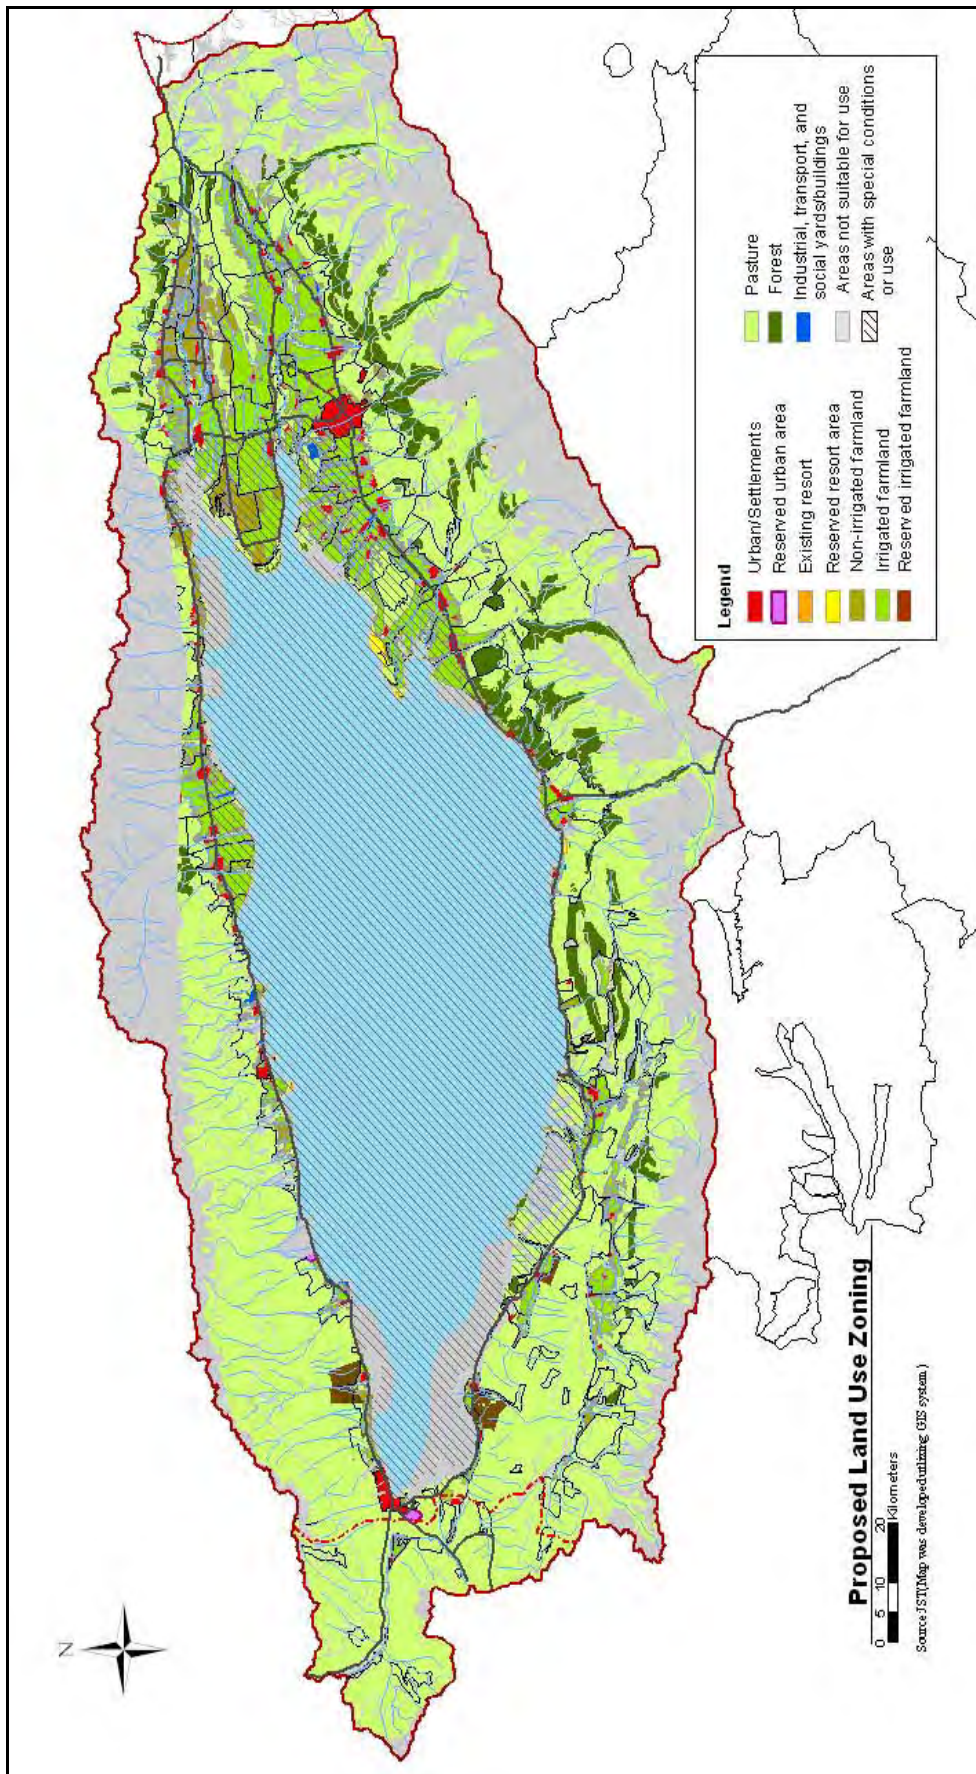 N
Legend
Urban/Settlements
Reserved urban area
Existing resort
Reserved resort area
Non-irrigated farmland
Irrigated farmland
Reserved irrigated farmland
Pasture
Forest
Industrial, transport, and
social yards/buildings
Areas not suitable for use
Areas with special conditions
or use
Proposed Land Use Zoning
0 5 10 20
Kilometers
Source JST(Map was developed utilizing GIS system)